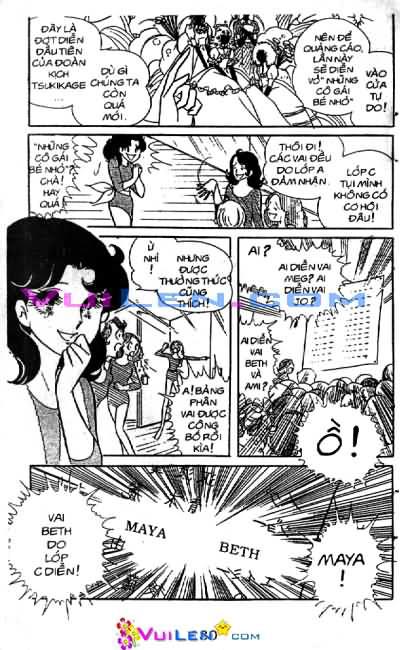 ĐÂY LÀ
ĐỢT DIỄN
ĐẦU TIÊN
CỦA ĐOÀN
KỊCH
TSUKIKAGE
...
DÙ GÌ
CHÚNG TA
CÒN
QUÁ
MỚI.
NÊN ĐỂ
QUẢNG CÁO,
LẦN NÀY
SẼ DIỄN
VỞ "NHỮNG
CÔ GÁI
BÉ NHỎ"
VÀO
CỬA
TỰ
DO!
"NHỮNG
CÔ GÁI
BÉ NHỎ"?
CHÀ!
HAY
QUÁ!
THÔI ĐI!
CÁC VAI ĐỀU
DO LỚP A
ĐẢM NHẬN.
LỚP C
TỤI MÌNH
KHÔNG CÓ
CƠ HỘI
ĐÂU!
Ừ
NHỈ
!
NHƯNG
ĐƯỢC
THƯỞNG THỨC
CŨNG
THÍCH!
A! BẢNG
PHÂN
VAI ĐƯỢC
CÔNG
BỐ RỒI
KÌA!
AI?
AI DIỄN VAI
MEG? AI
DIỄN VAI
JO?
AI DIỄN
VAI
BETH
VÀ
AMI?
Ồ!
VUILEN.COM
VAI
BETH
DO
LỚP
C DIỄN!
MAYA
BETH
MAYA
!
VUILEN.COM
80